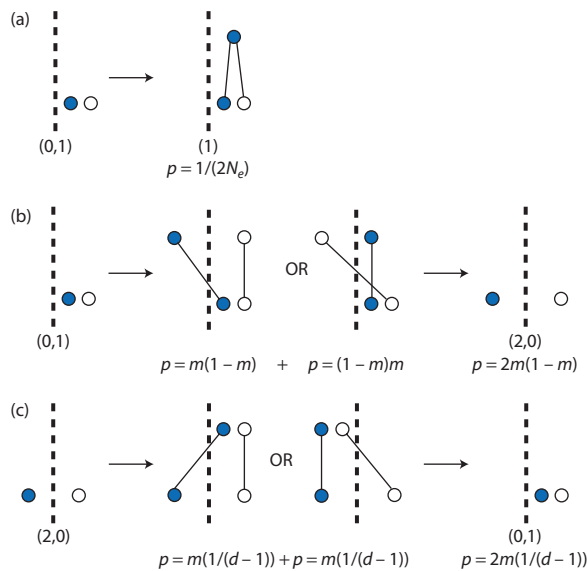 (a)
(0,1) (1)
p = 1/(2Nₑ)
(b)
OR
(0,1) (2,0)
p = m(1 – m) + p = (1 – m)m p = 2m(1 – m)
(c)
OR
(2,0) (0,1)
p = m(1/(d – 1)) + p = m(1/(d – 1)) p = 2m(1/(d – 1))